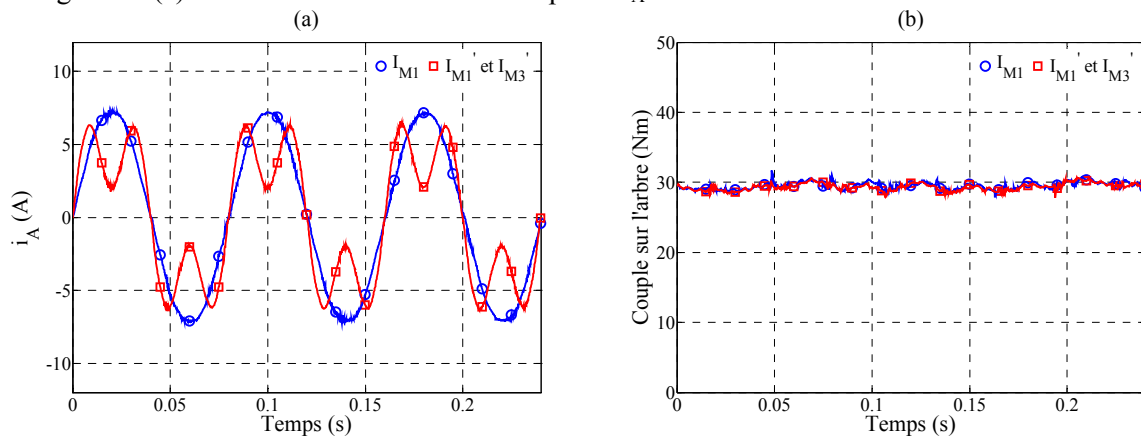 (a)
(b)
10
5
0
-5
-10
i_A (A)
0
0.05
0.1
0.15
0.2
Temps (s)
I_M1
I_M1' et I_M3'
50
40
30
20
10
0
Couple sur l'arbre (Nm)
0
0.05
0.1
0.15
0.2
Temps (s)
I_M1
I_M1' et I_M3'